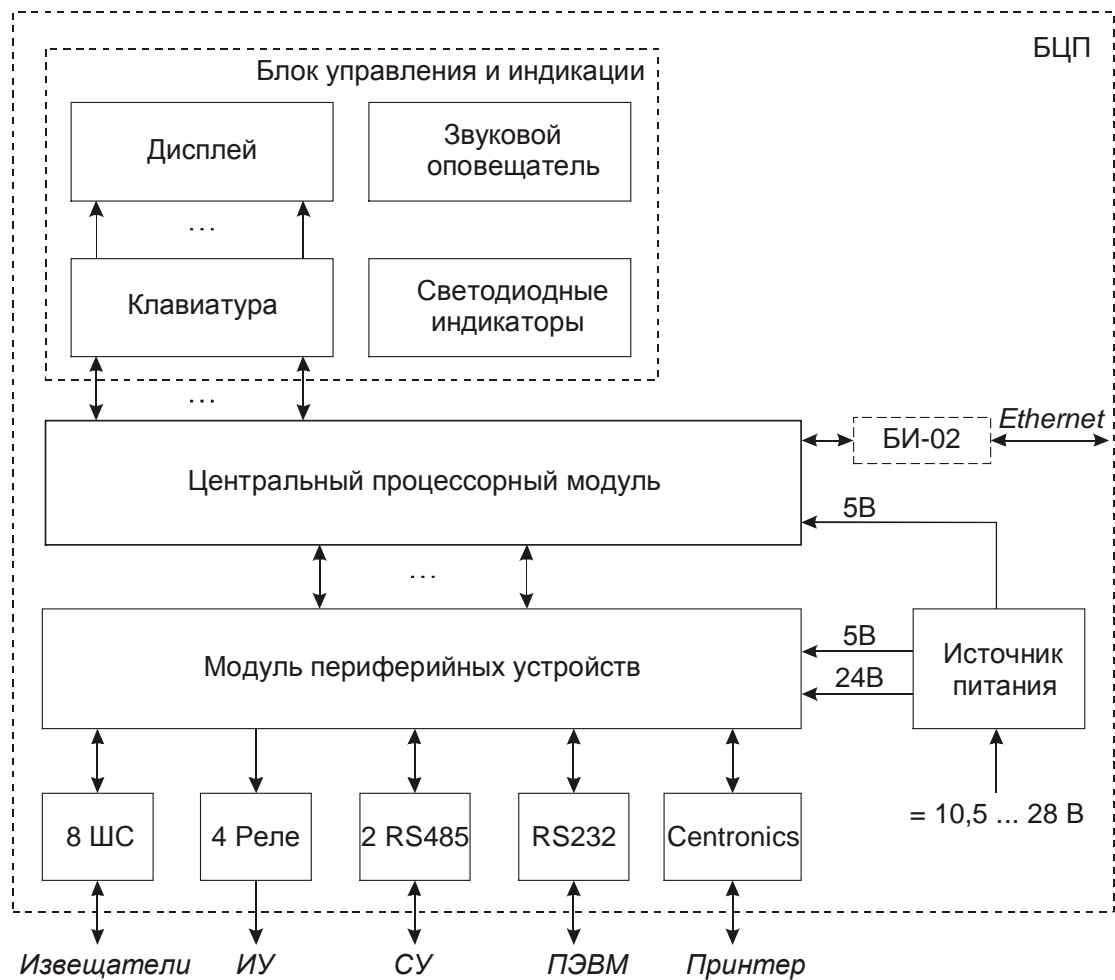 БЦП
Блок управления и индикации
Дисплей
Звуковой
оповещатель
...
Клавиатура
Светодиодные
индикаторы
...
Ethernet
БИ-02
Центральный процессорный модуль
5В
...
Модуль периферийных устройств
5В
24В
Источник
питания
= 10,5 ... 28 В
8 ШС
4 Реле
2 RS485
RS232
Centronics
Извещатели
ИУ
СУ
ПЭВМ
Принтер